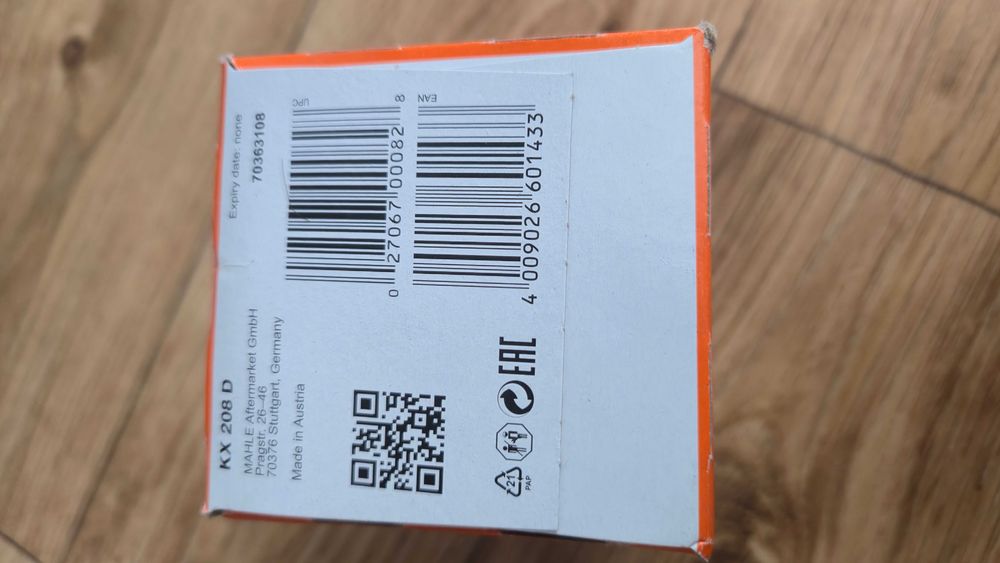 KX 208 D
MAHLE Aftermarket GmbH
Pragstr. 26-46
70376 Stuttgart, Germany
Made in Austria
Expiry date: none
70363108
UPC
0 27067 00082 8
EAN
4 009026 601433
21
PAP
EAC